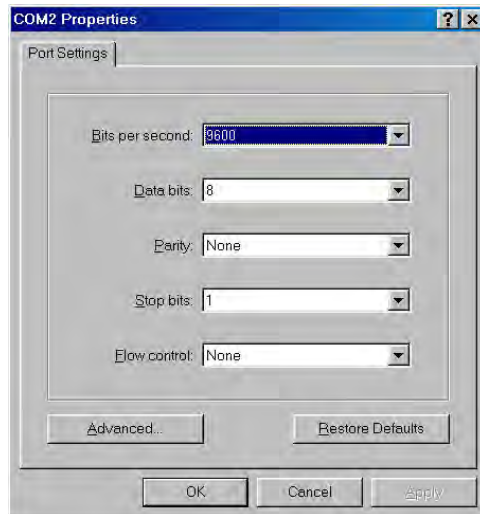 COM2 Properties
Port Settings
Bits per second: 9600
Data bits: 8
Parity: None
Stop bits: 1
Flow control: None
Advanced...
Restore Defaults
OK
Cancel
Apply